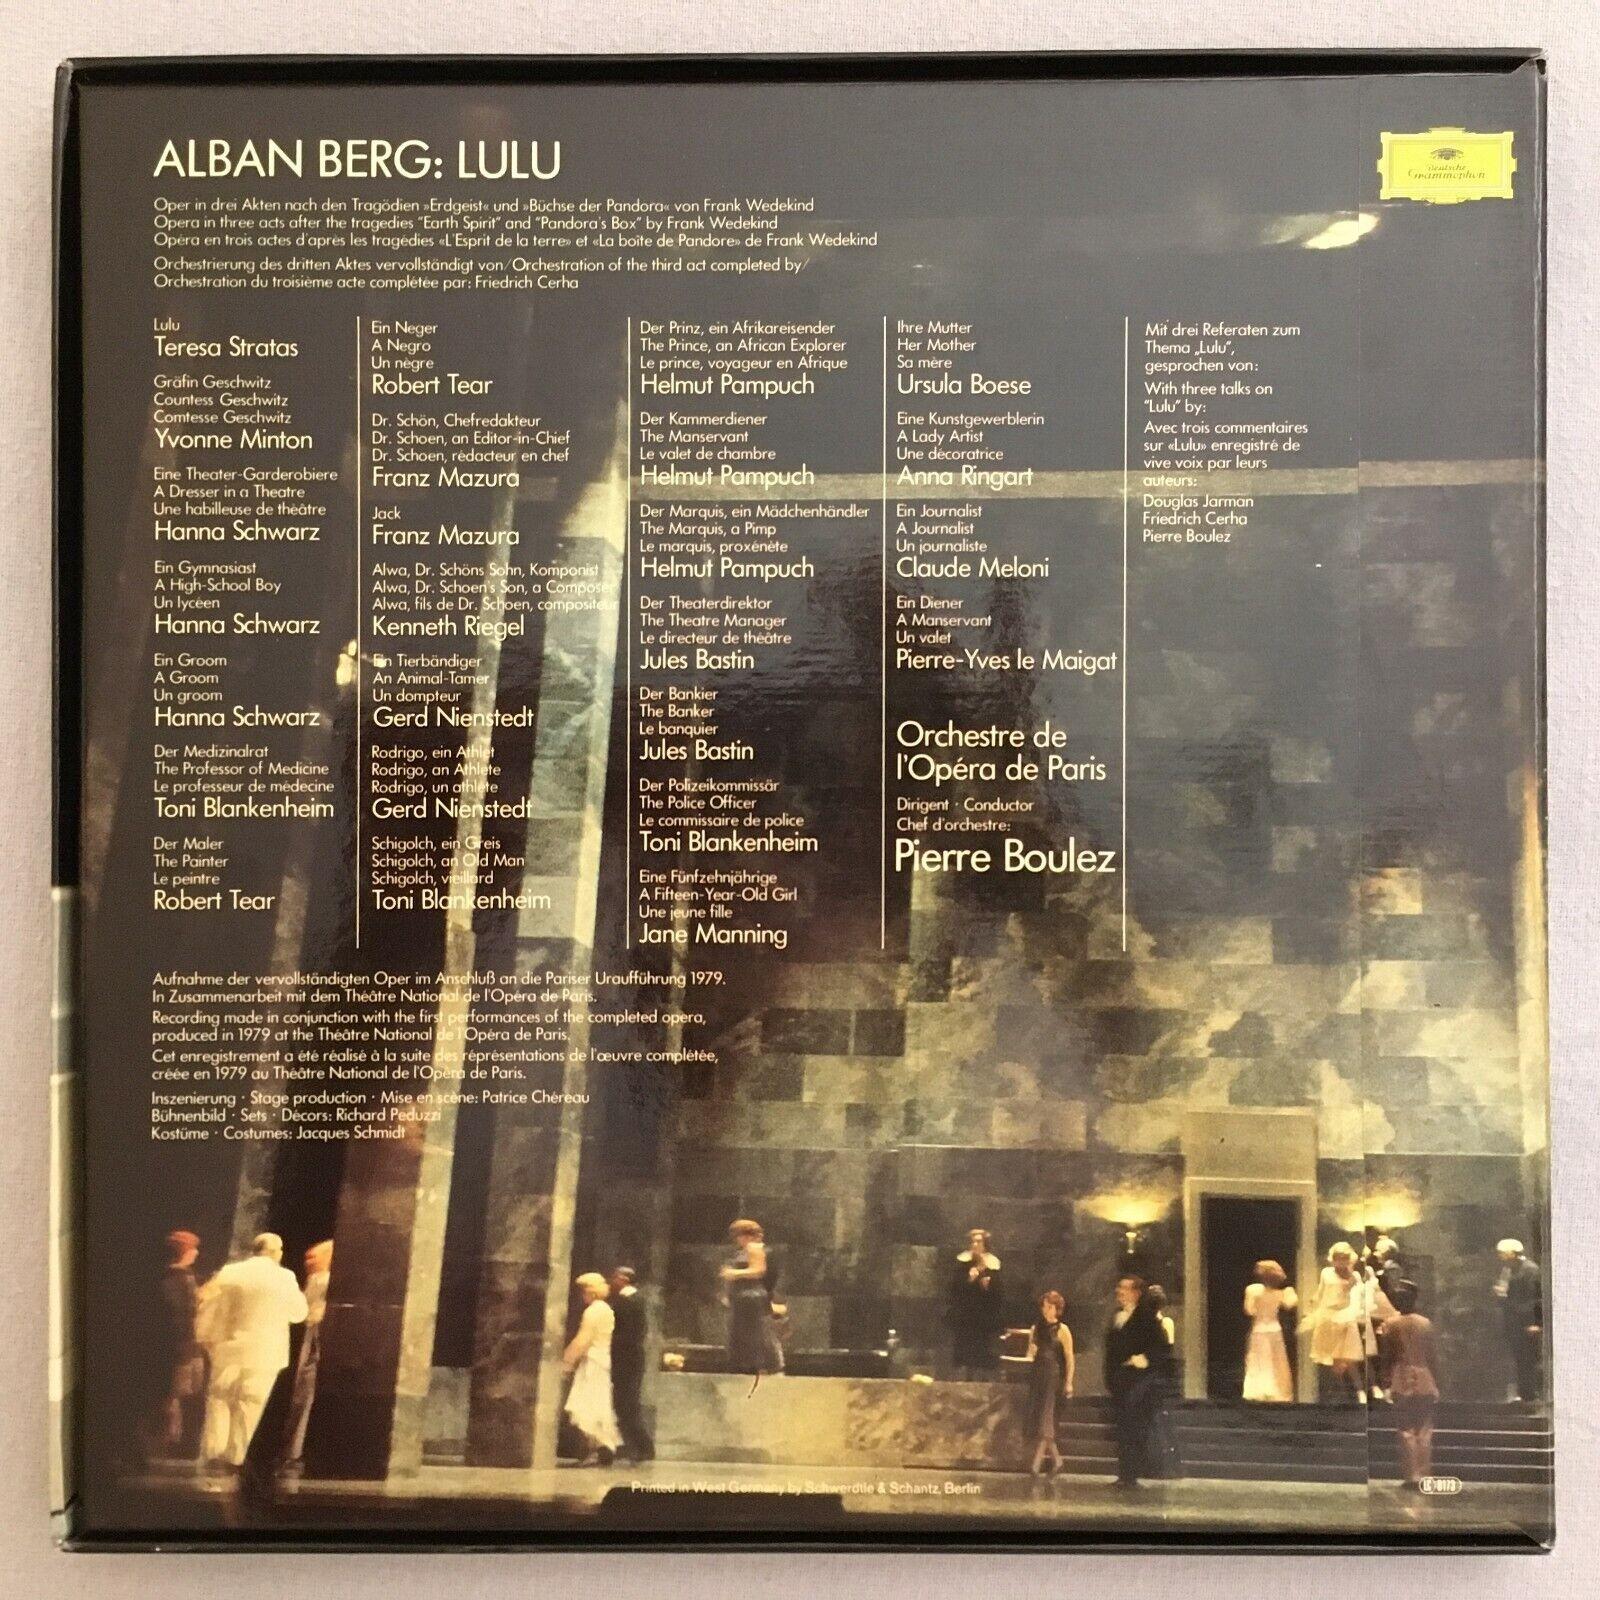 ALBAN BERG: LULU
Deutsche
Grammophon
Oper in drei Akten nach den Tragödien »Erdgeist« und »Büchse der Pandora« von Frank Wedekind
Opera in three acts after the tragedies "Earth Spirit" and "Pandora's Box" by Frank Wedekind
Opéra en trois actes d'après les tragédies «L'Esprit de la terre» et «La boîte de Pandore» de Frank Wedekind
Orchestrierung des dritten Aktes vervollständigt von/Orchestration of the third act completed by/
Orchestration du troisième acte complétée par: Friedrich Cerha
Lulu
Teresa Stratas
Gräfin Geschwitz
Countess Geschwitz
Comtesse Geschwitz
Yvonne Minton
Eine Theater-Garderobiere
A Dresser in a Theatre
Une habilleuse de théâtre
Hanna Schwarz
Ein Gymnasiast
A High-School Boy
Un lycéen
Hanna Schwarz
Ein Groom
A Groom
Un groom
Hanna Schwarz
Der Medizinalrat
The Professor of Medicine
Le professeur de médecine
Toni Blankenheim
Der Maler
The Painter
Le peintre
Robert Tear
Ein Neger
A Negro
Un nègre
Robert Tear
Dr. Schön, Chefredakteur
Dr. Schoen, an Editor-in-Chief
Dr. Schoen, rédacteur en chef
Franz Mazura
Jack
Franz Mazura
Alwa, Dr. Schöns Sohn, Komponist
Alwa, Dr. Schoen's Son, a Composer
Alwa, fils de Dr. Schoen, compositeur
Kenneth Riegel
Ein Tierbändiger
An Animal-Tamer
Un dompteur
Gerd Nienstedt
Rodrigo, ein Athlet
Rodrigo, an Athlete
Rodrigo, un athlète
Gerd Nienstedt
Schigolch, ein Greis
Schigolch, an Old Man
Schigolch, vieillard
Toni Blankenheim
Der Prinz, ein Afrikareisender
The Prince, an African Explorer
Le prince, voyageur en Afrique
Helmut Pampuch
Der Kammerdiener
The Manservant
Le valet de chambre
Helmut Pampuch
Der Marquis, ein Mädchenhändler
The Marquis, a Pimp
Le marquis, proxénète
Helmut Pampuch
Der Theaterdirektor
The Theatre Manager
Le directeur de théâtre
Jules Bastin
Der Bankier
The Banker
Le banquier
Jules Bastin
Der Polizeikommissär
The Police Officer
Le commissaire de police
Toni Blankenheim
Eine Fünfzehnjährige
A Fifteen-Year-Old Girl
Une jeune fille
Jane Manning
Ihre Mutter
Her Mother
Sa mère
Ursula Boese
Eine Kunstgewerblerin
A Lady Artist
Une décoratrice
Anna Ringart
Ein Journalist
A Journalist
Un journaliste
Claude Meloni
Ein Diener
A Manservant
Un valet
Pierre-Yves le Maigat
Orchestre de
l'Opéra de Paris
Dirigent · Conductor
Chef d'orchestre:
Pierre Boulez
Mit drei Referaten zum
Thema „Lulu",
gesprochen von:
With three talks on
"Lulu" by:
Avec trois commentaires
sur «Lulu» enregistré de
vive voix par leurs
auteurs:
Douglas Jarman
Friedrich Cerha
Pierre Boulez
Aufnahme der vervollständigten Oper im Anschluß an die Pariser Uraufführung 1979.
In Zusammenarbeit mit dem Théâtre National de l'Opéra de Paris.
Recording made in conjunction with the first performances of the completed opera,
produced in 1979 at the Théâtre National de l'Opéra de Paris.
Cet enregistrement a été réalisé à la suite des réprésentations de l'œuvre complétée,
créée en 1979 au Théâtre National de l'Opéra de Paris.
Inszenierung · Stage production · Mise en scène: Patrice Chéreau
Bühnenbild · Sets · Décors: Richard Peduzzi
Kostüme · Costumes: Jacques Schmidt
Printed in West Germany by Schwerdtle & Schantz, Berlin
LC 0173